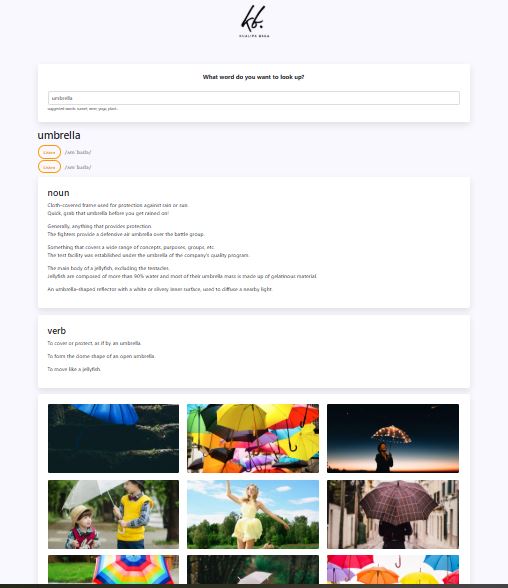 kb.
What word do you want to look up?
umbrella
suggested words: sunset, wine, yoga, plant...
umbrella
Listen /ʌmˈbɹɛlə/
Listen /ʌmˈbɹɛlə/
noun
Cloth-covered frame used for protection against rain or sun.
Quick, grab that umbrella before you get rained on!
Generally, anything that provides protection.
The fighters provide a defensive air umbrella over the battle group.
Something that covers a wide range of concepts, purposes, groups, etc.
The test facility was established under the umbrella of the company's quality program.
The main body of a jellyfish, excluding the tentacles.
Jellyfish are composed of more than 90% water and most of their umbrella mass is made up of gelatinous material.
An umbrella-shaped reflector with a white or silvery inner surface, used to diffuse a nearby light.
verb
To cover or protect, as if by an umbrella.
To form the dome shape of an open umbrella.
To move like a jellyfish.